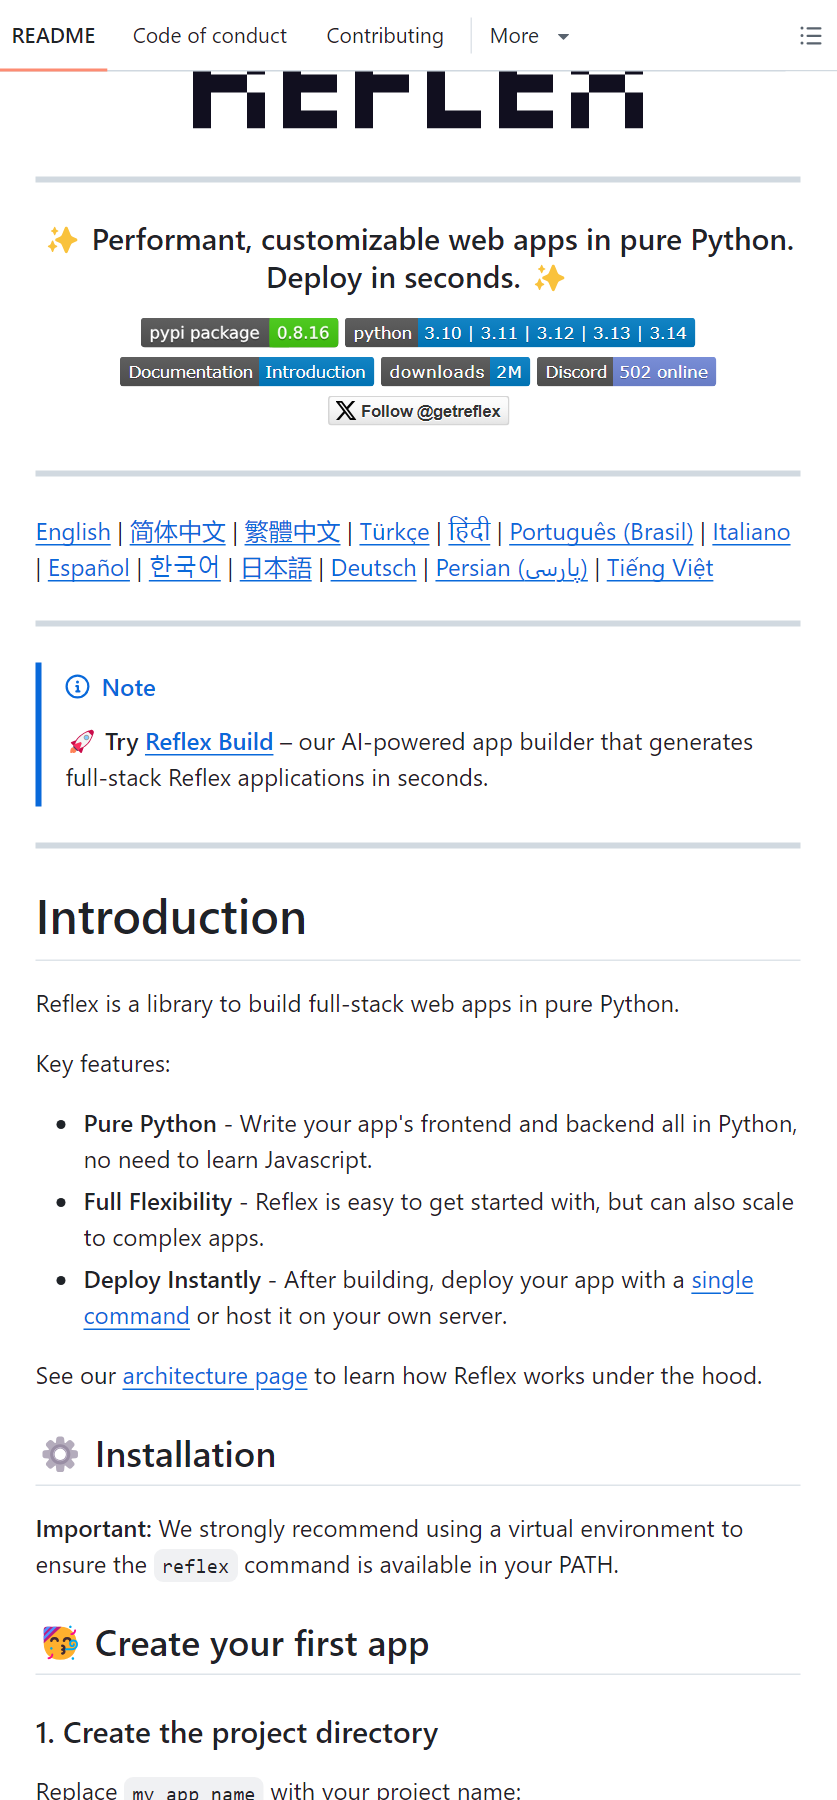 README Code of conduct Contributing More
REFLEX
✨ Performant, customizable web apps in pure Python.
Deploy in seconds. ✨
pypi package 0.8.16 python 3.10 | 3.11 | 3.12 | 3.13 | 3.14
Documentation Introduction downloads 2M Discord 502 online
Follow @getreflex
English | 简体中文 | 繁體中文 | Türkçe | हिंदी | Português (Brasil) | Italiano
| Español | 한국어 | 日本語 | Deutsch | Persian (پارسی) | Tiếng Việt
Note
🚀 Try Reflex Build – our AI-powered app builder that generates
full-stack Reflex applications in seconds.
Introduction
Reflex is a library to build full-stack web apps in pure Python.
Key features:
• Pure Python - Write your app's frontend and backend all in Python,
no need to learn Javascript.
• Full Flexibility - Reflex is easy to get started with, but can also scale
to complex apps.
• Deploy Instantly - After building, deploy your app with a single
command or host it on your own server.
See our architecture page to learn how Reflex works under the hood.
⚙️ Installation
Important: We strongly recommend using a virtual environment to
ensure the reflex command is available in your PATH.
🥳 Create your first app
1. Create the project directory
Replace my_app_name with your project name: